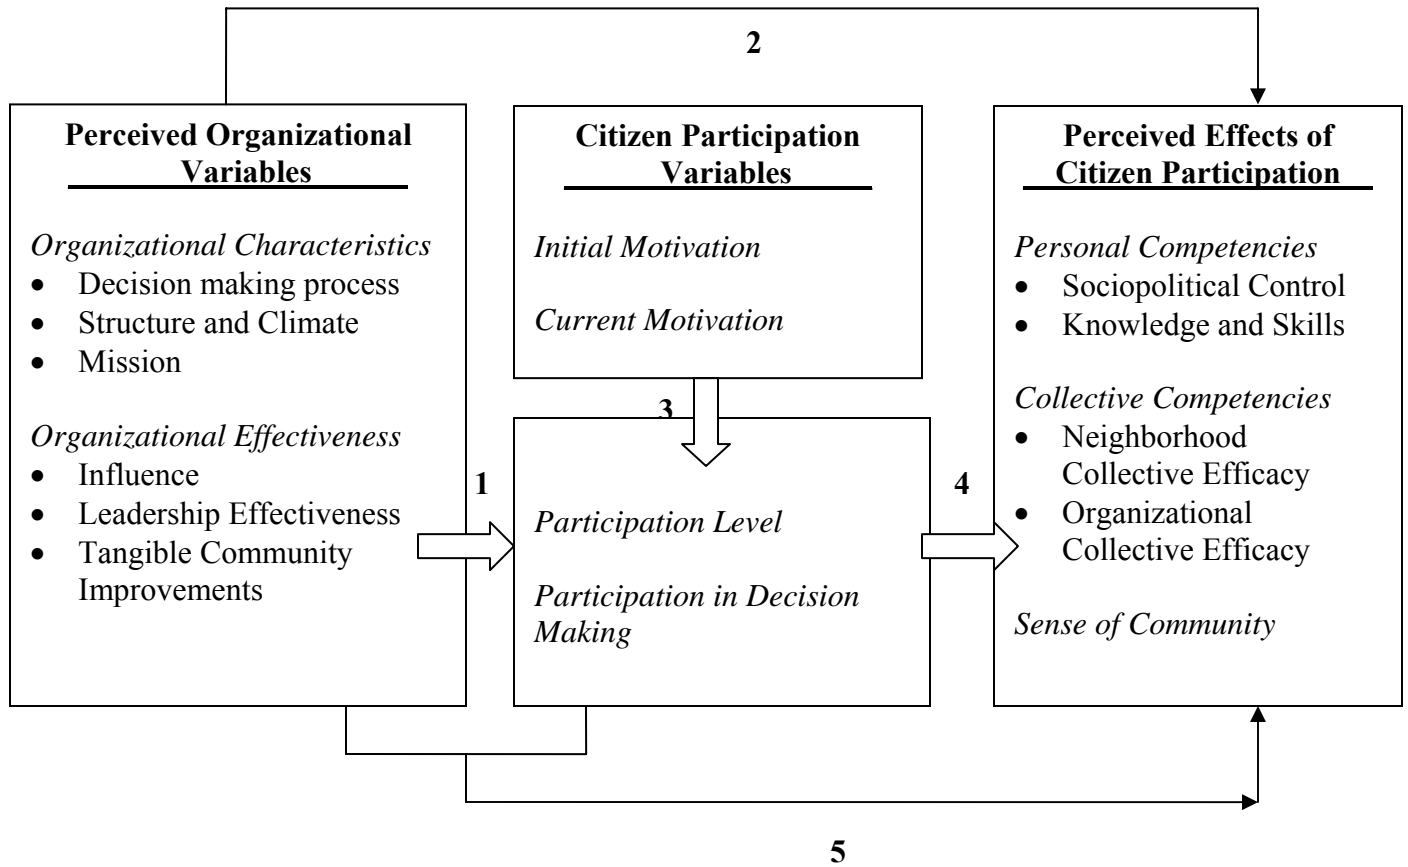 2
Perceived Organizational
Variables
Organizational Characteristics
• Decision making process
• Structure and Climate
• Mission
Organizational Effectiveness
• Influence
• Leadership Effectiveness
• Tangible Community
Improvements
1
Citizen Participation
Variables
Initial Motivation
Current Motivation
3
Participation Level
Participation in Decision
Making
4
Perceived Effects of
Citizen Participation
Personal Competencies
• Sociopolitical Control
• Knowledge and Skills
Collective Competencies
• Neighborhood
Collective Efficacy
• Organizational
Collective Efficacy
Sense of Community
5